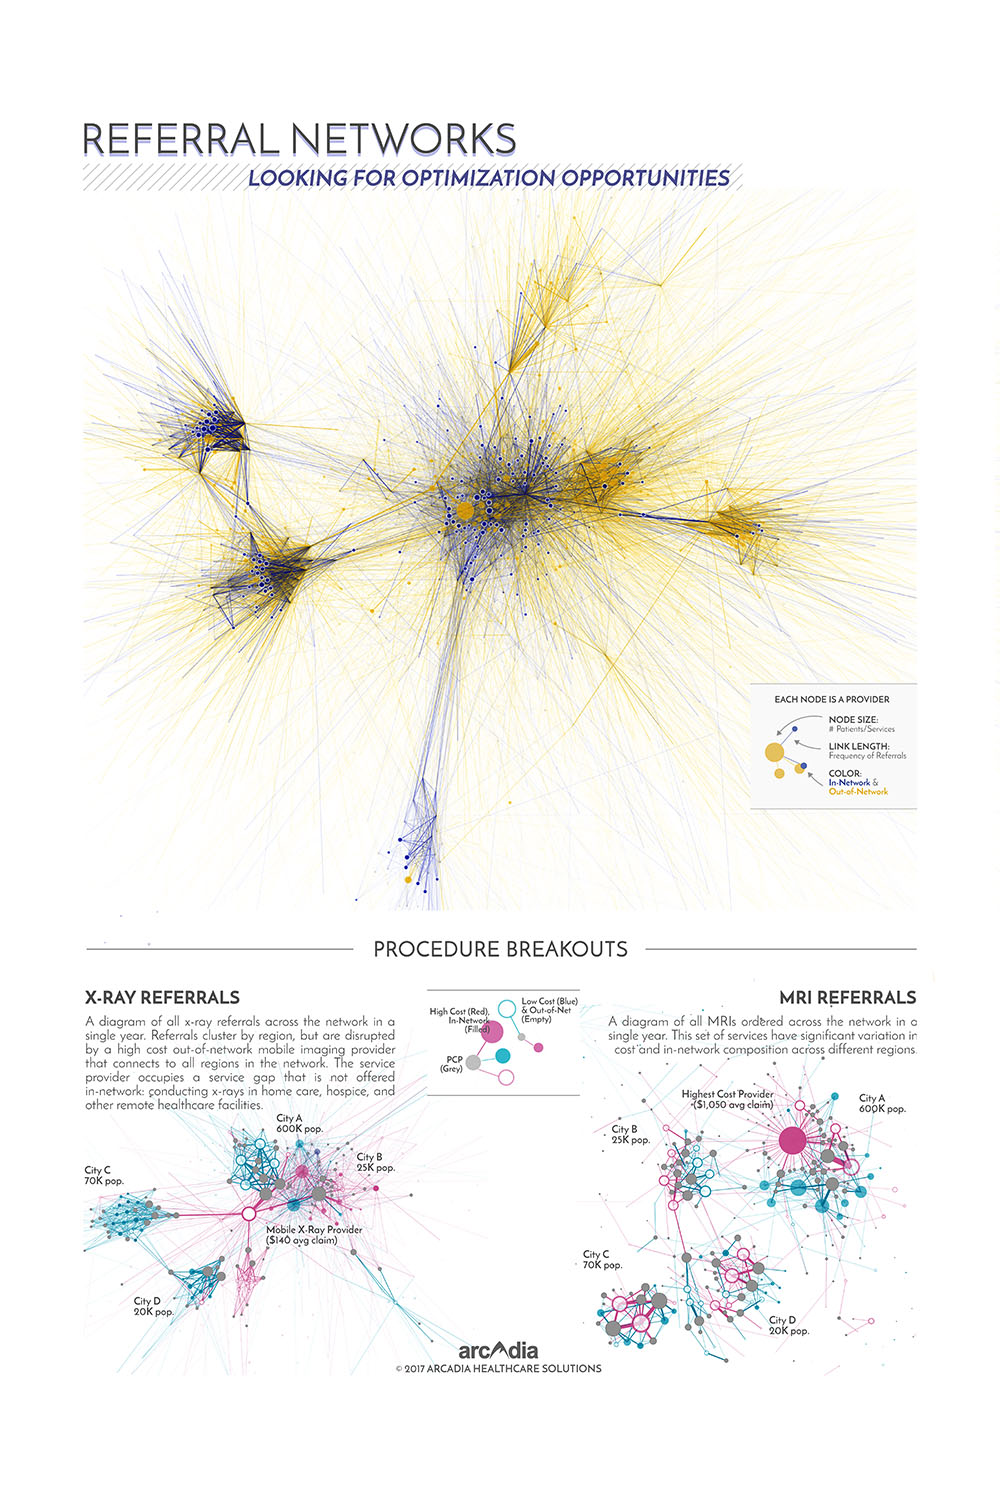 REFERRAL NETWORKS
LOOKING FOR OPTIMIZATION OPPORTUNITIES
EACH NODE IS A PROVIDER
NODE SIZE:
# Patients/Services
LINK LENGTH:
Frequency of Referrals
COLOR:
In-Network &
Out-of-Network
PROCEDURE BREAKOUTS
X-RAY REFERRALS
A diagram of all x-ray referrals across the network in a
single year. Referrals cluster by region, but are disrupted
by a high cost out-of-network mobile imaging provider
that connects to all regions in the network. The service
provider occupies a service gap that is not offered
in-network: conducting x-rays in home care, hospice, and
other remote healthcare facilities.
High Cost (Red),
In-Network
(Filled)
Low Cost (Blue)
& Out-of-Net
(Empty)
PCP
(Grey)
MRI REFERRALS
A diagram of all MRIs ordered across the network in a
single year. This set of services have significant variation in
cost and in-network composition across different regions.
City A
600K pop.
City B
25K pop.
City C
70K pop.
Mobile X-Ray Provider
($140 avg claim)
City D
20K pop.
Highest Cost Provider
($1,050 avg claim)
City A
600K pop.
City B
25K pop.
City C
70K pop.
City D
20K pop.
arcadia
© 2017 ARCADIA HEALTHCARE SOLUTIONS